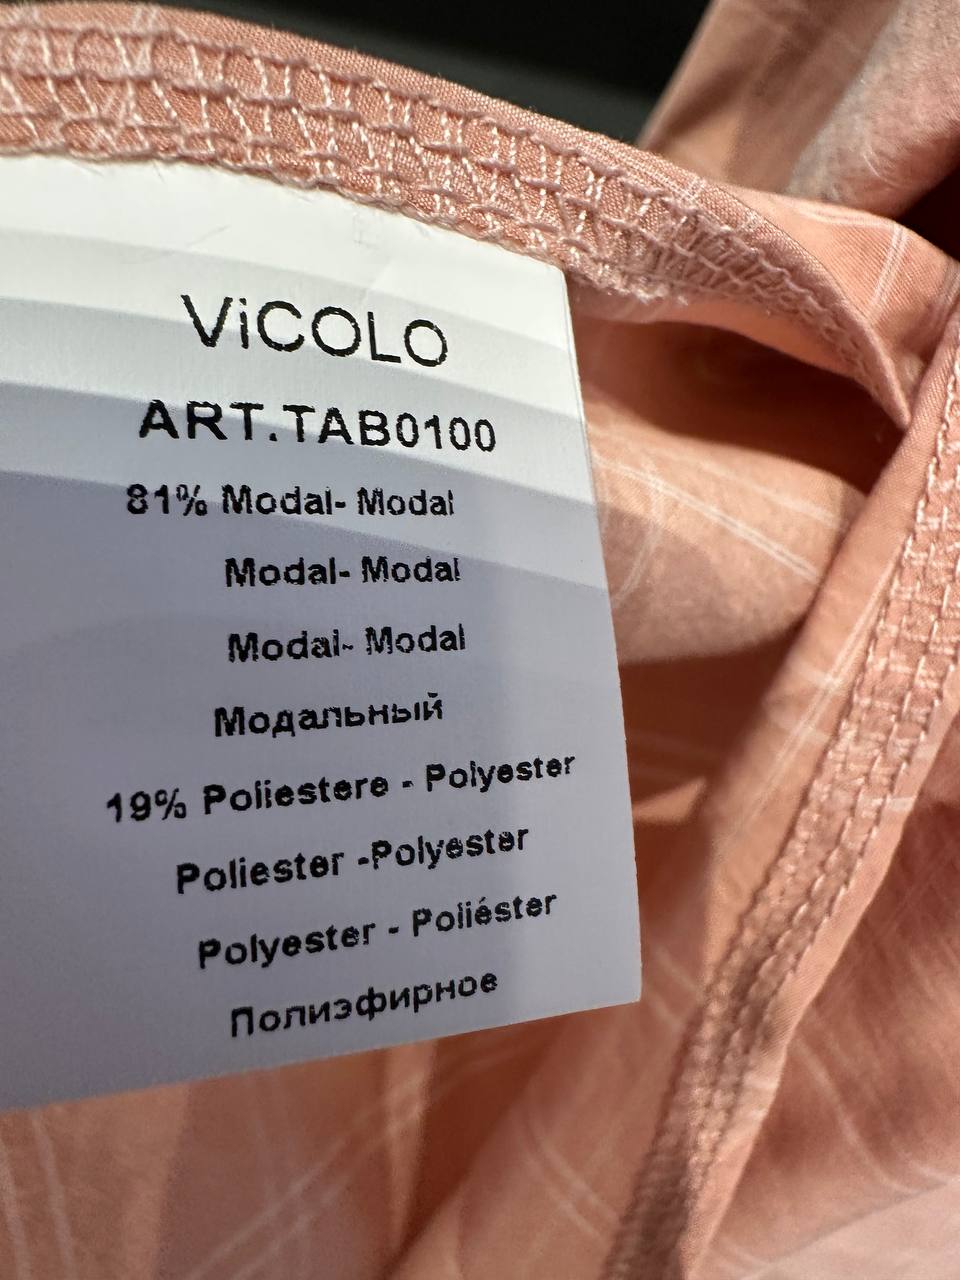 ViCOLO
ART.TAB0100
81% Modal- Modal
Modal- Modal
Modal- Modal
Модальный
19% Poliestere - Polyester
Poliester -Polyester
Polyester - Poliéster
Полиэфирное